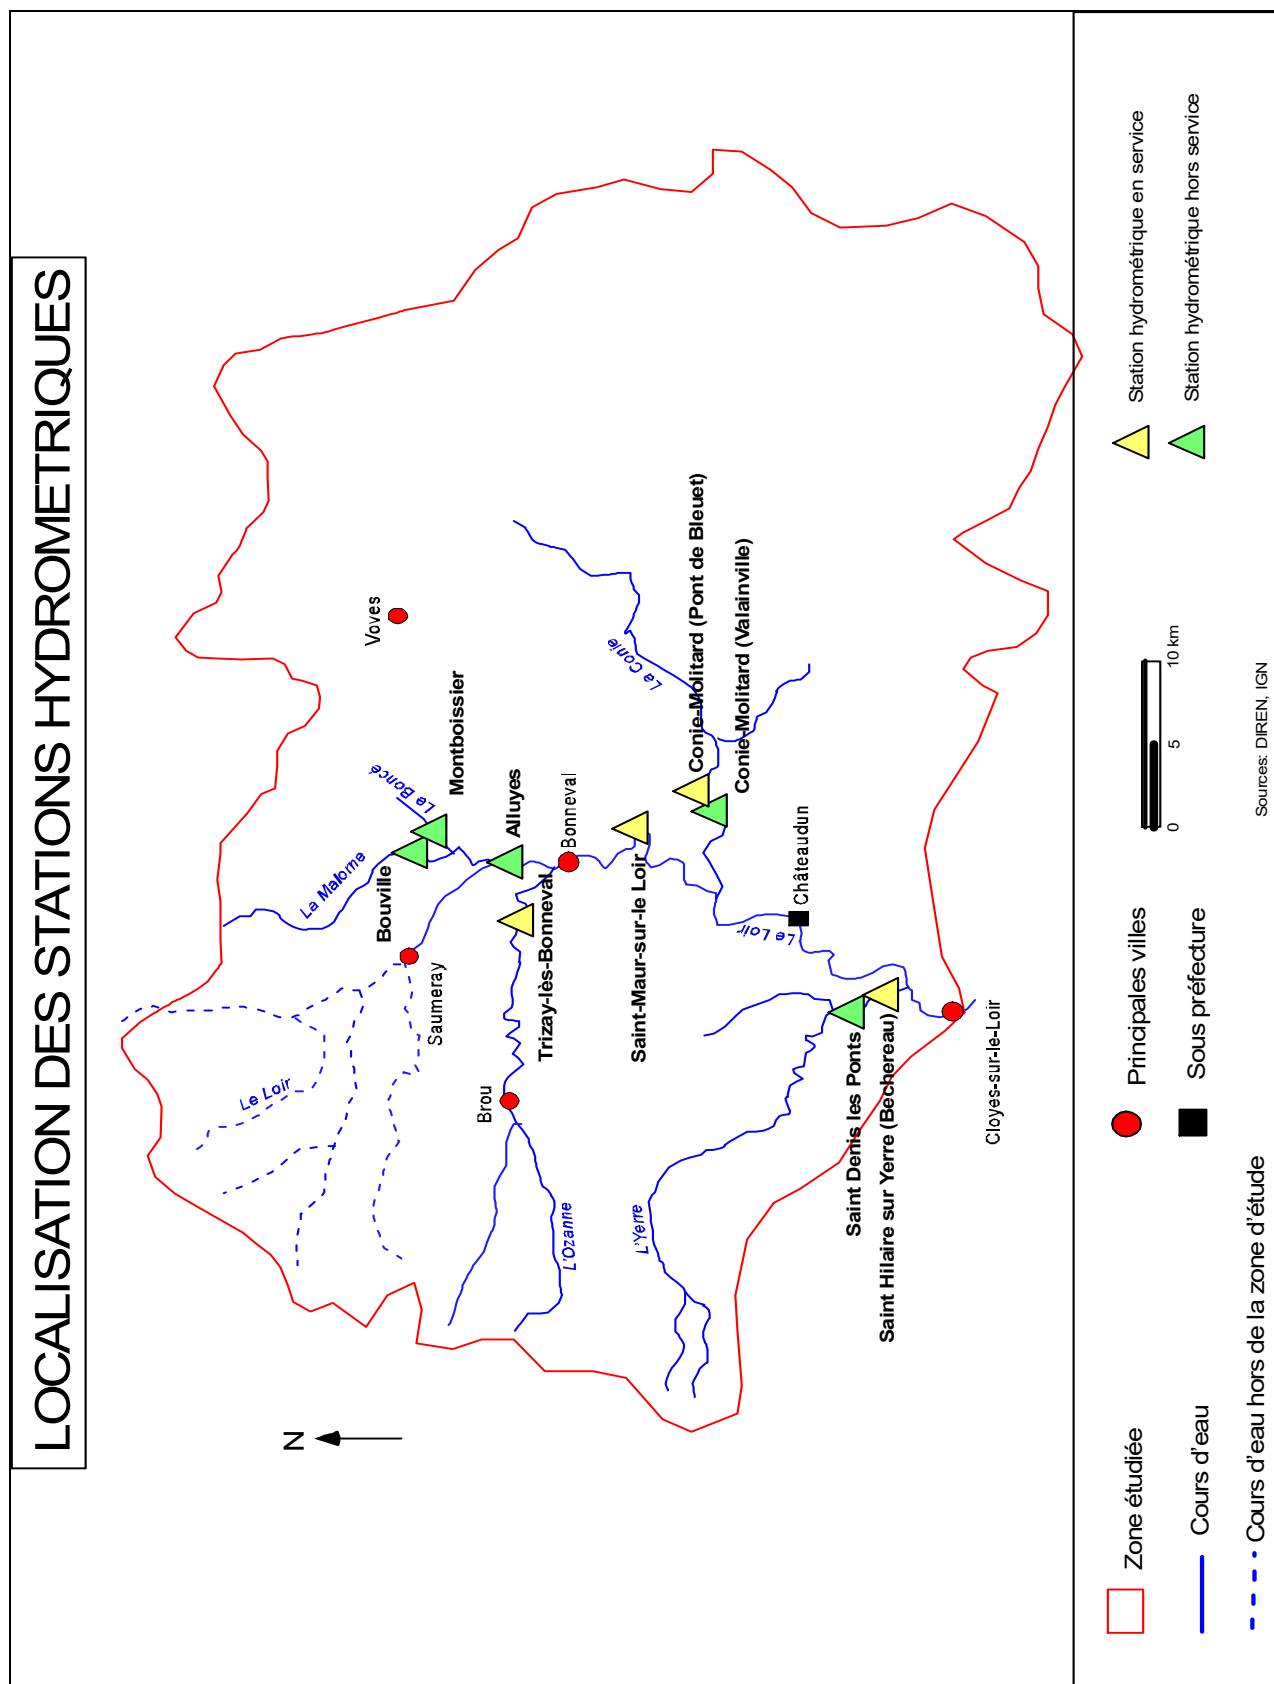 LOCALISATION DES STATIONS HYDROMETRIQUES
N
Voves
Le Boncé
Montboissier
La Malorne
Bouville
Alluyes
Saumeray
Bonneval
Le Loir
Trizay-lès-Bonneval
Brou
L'Ozanne
La Conie
Saint-Maur-sur-le Loir
Conie-Molitard (Pont de Bleuet)
Conie-Molitard (Valainville)
L'Yerre
Le Loir
Châteaudun
Saint Denis les Ponts
Saint Hilaire sur Yerre (Bechereau)
Cloyes-sur-le-Loir
Zone étudiée
Cours d'eau
Cours d'eau hors de la zone d'étude
Principales villes
Sous préfecture
0 5 10 km
Station hydrométrique en service
Station hydrométrique hors service
Sources: DIREN, IGN